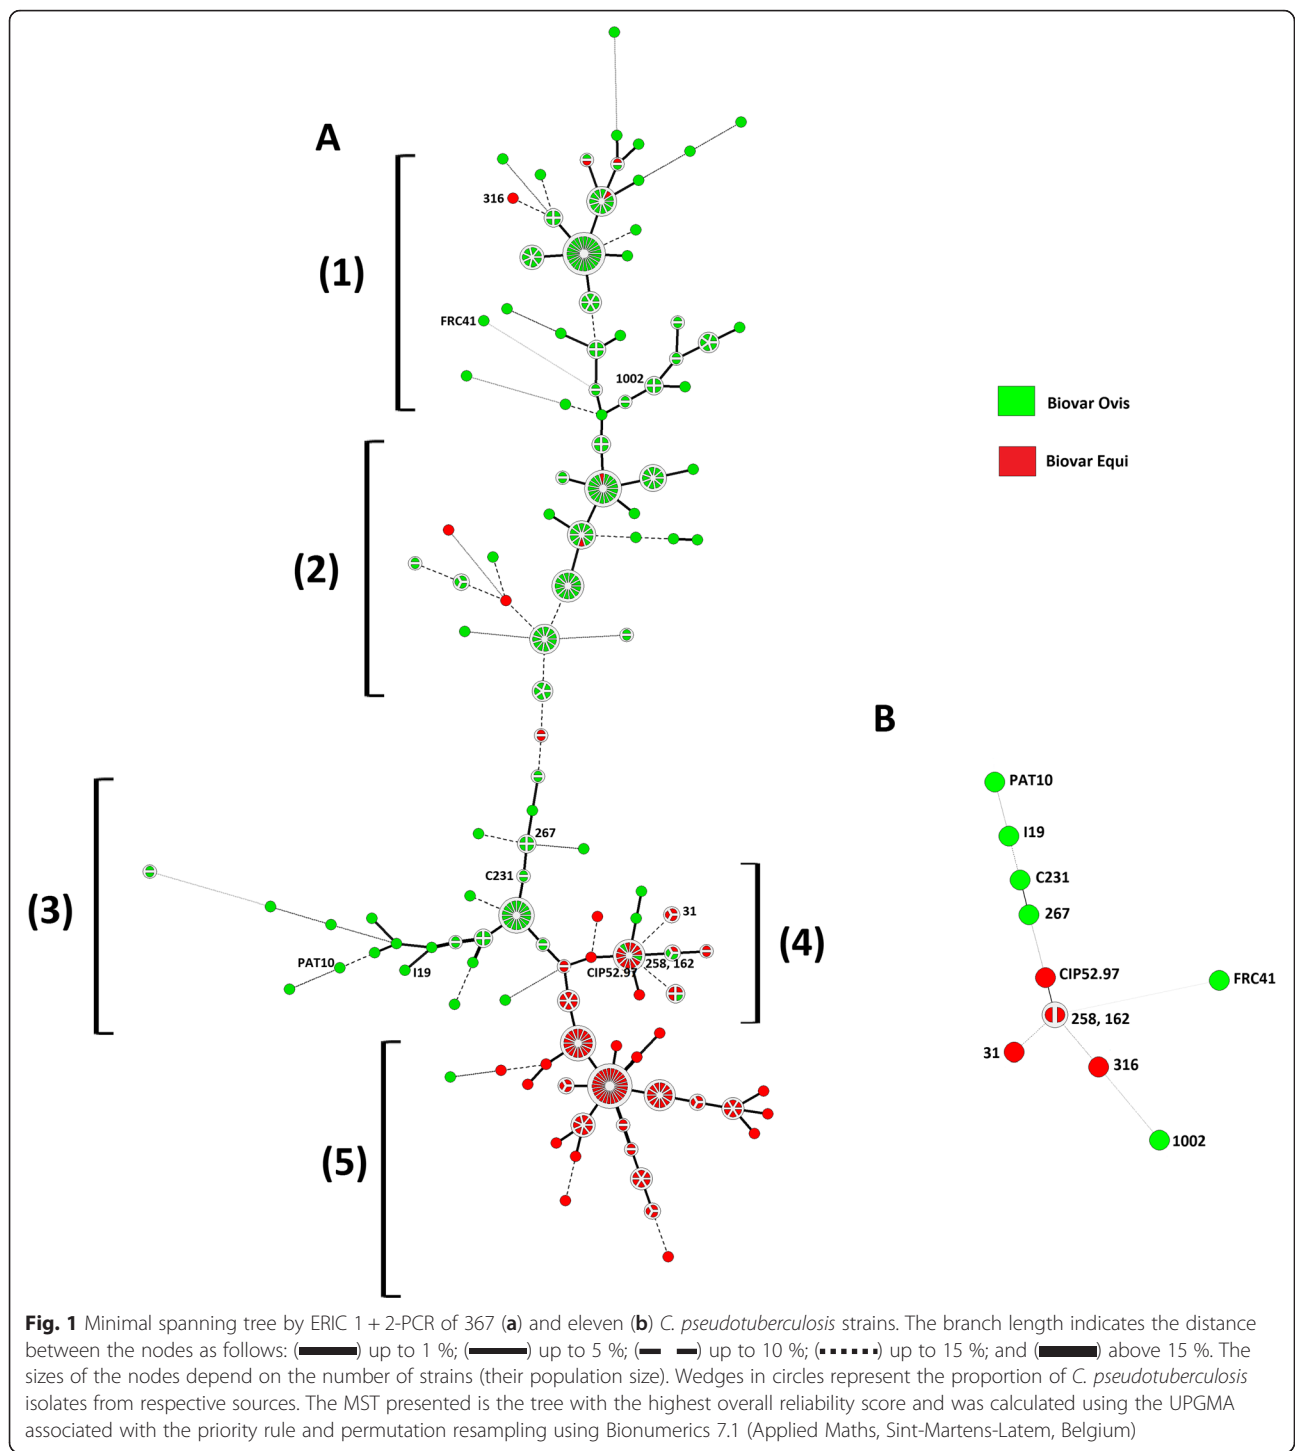 A
316
(1)
FRC41
1002
Biovar Ovis
Biovar Equi
(2)
B
PAT10
I19
C231
267
CIP52.97
FRC41
258, 162
31
316
1002
267
C231
(3)
31
(4)
PAT10
I19
CIP52.97
258, 162
(5)
Fig. 1 Minimal spanning tree by ERIC 1 + 2-PCR of 367 (a) and eleven (b) C. pseudotuberculosis strains. The branch length indicates the distance
between the nodes as follows: ( ) up to 1 %; ( ) up to 5 %; ( ) up to 10 %; ( ) up to 15 %; and ( ) above 15 %. The
sizes of the nodes depend on the number of strains (their population size). Wedges in circles represent the proportion of C. pseudotuberculosis
isolates from respective sources. The MST presented is the tree with the highest overall reliability score and was calculated using the UPGMA
associated with the priority rule and permutation resampling using Bionumerics 7.1 (Applied Maths, Sint-Martens-Latem, Belgium)